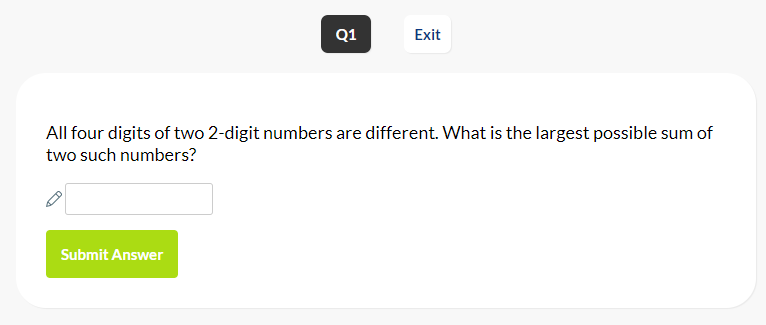 Q1
Exit
All four digits of two 2-digit numbers are different. What is the largest possible sum of
two such numbers?
Submit Answer